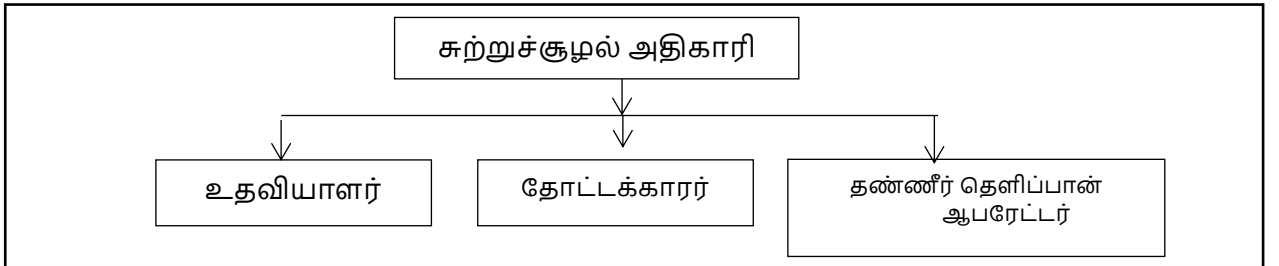 சுற்றுச்சூழல் அதிகாரி
உதவியாளர்
தோட்டக்காரர்
தண்ணீர் தெளிப்பான்
ஆபரேட்டர்